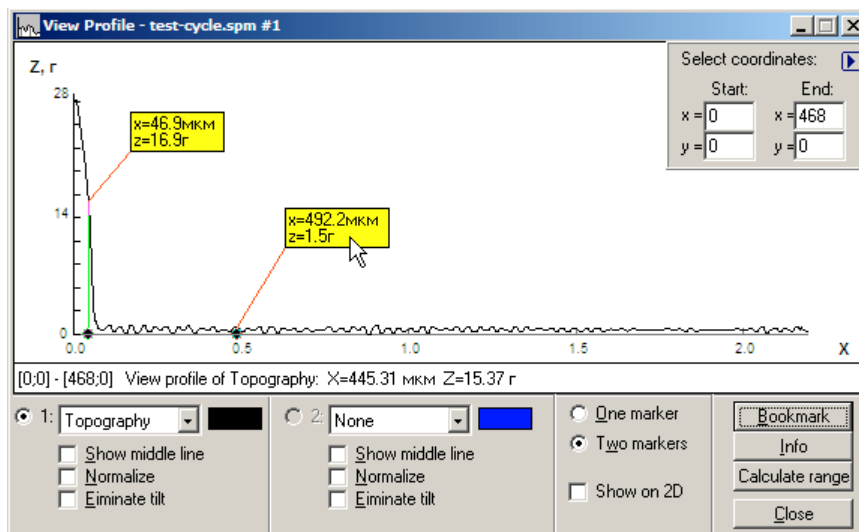 View Profile - test-cycle.spm #1
Select coordinates:
Start: End:
x = 0 x = 468
y = 0 y = 0
Z, г
28
x=46.9мкм
z=16.9г
14
x=492.2мкм
z=1.5г
0
0.0 0.5 1.0 1.5 2.0 X
[0;0] - [468;0] View profile of Topography: X=445.31 мкм Z=15.37 г
1: Topography
Show middle line
Normalize
Eiminate tilt
2: None
Show middle line
Normalize
Eiminate tilt
One marker
Two markers
Show on 2D
Bookmark
Info
Calculate range
Close